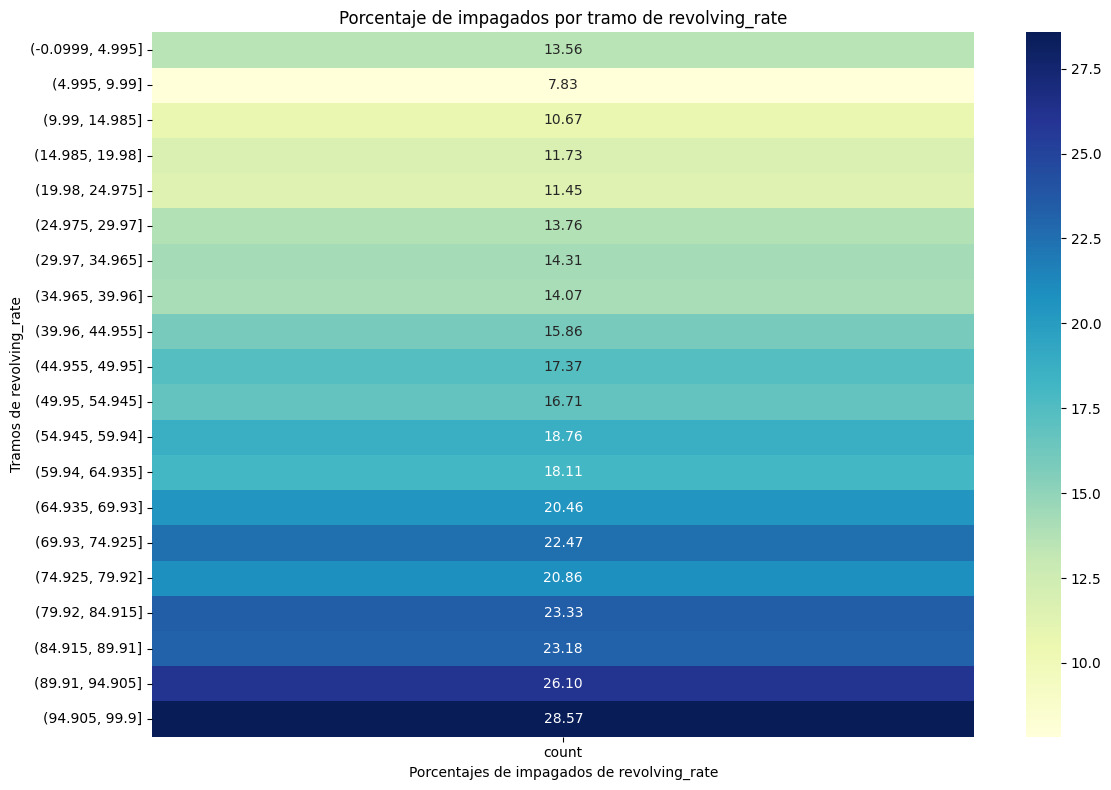 Porcentaje de impagados por tramo de revolving_rate
Tramos de revolving_rate
(-0.0999, 4.995] 13.56
(4.995, 9.99] 7.83
(9.99, 14.985] 10.67
(14.985, 19.98] 11.73
(19.98, 24.975] 11.45
(24.975, 29.97] 13.76
(29.97, 34.965] 14.31
(34.965, 39.96] 14.07
(39.96, 44.955] 15.86
(44.955, 49.95] 17.37
(49.95, 54.945] 16.71
(54.945, 59.94] 18.76
(59.94, 64.935] 18.11
(64.935, 69.93] 20.46
(69.93, 74.925] 22.47
(74.925, 79.92] 20.86
(79.92, 84.915] 23.33
(84.915, 89.91] 23.18
(89.91, 94.905] 26.10
(94.905, 99.9] 28.57
count
Porcentajes de impagados de revolving_rate
27.5
25.0
22.5
20.0
17.5
15.0
12.5
10.0